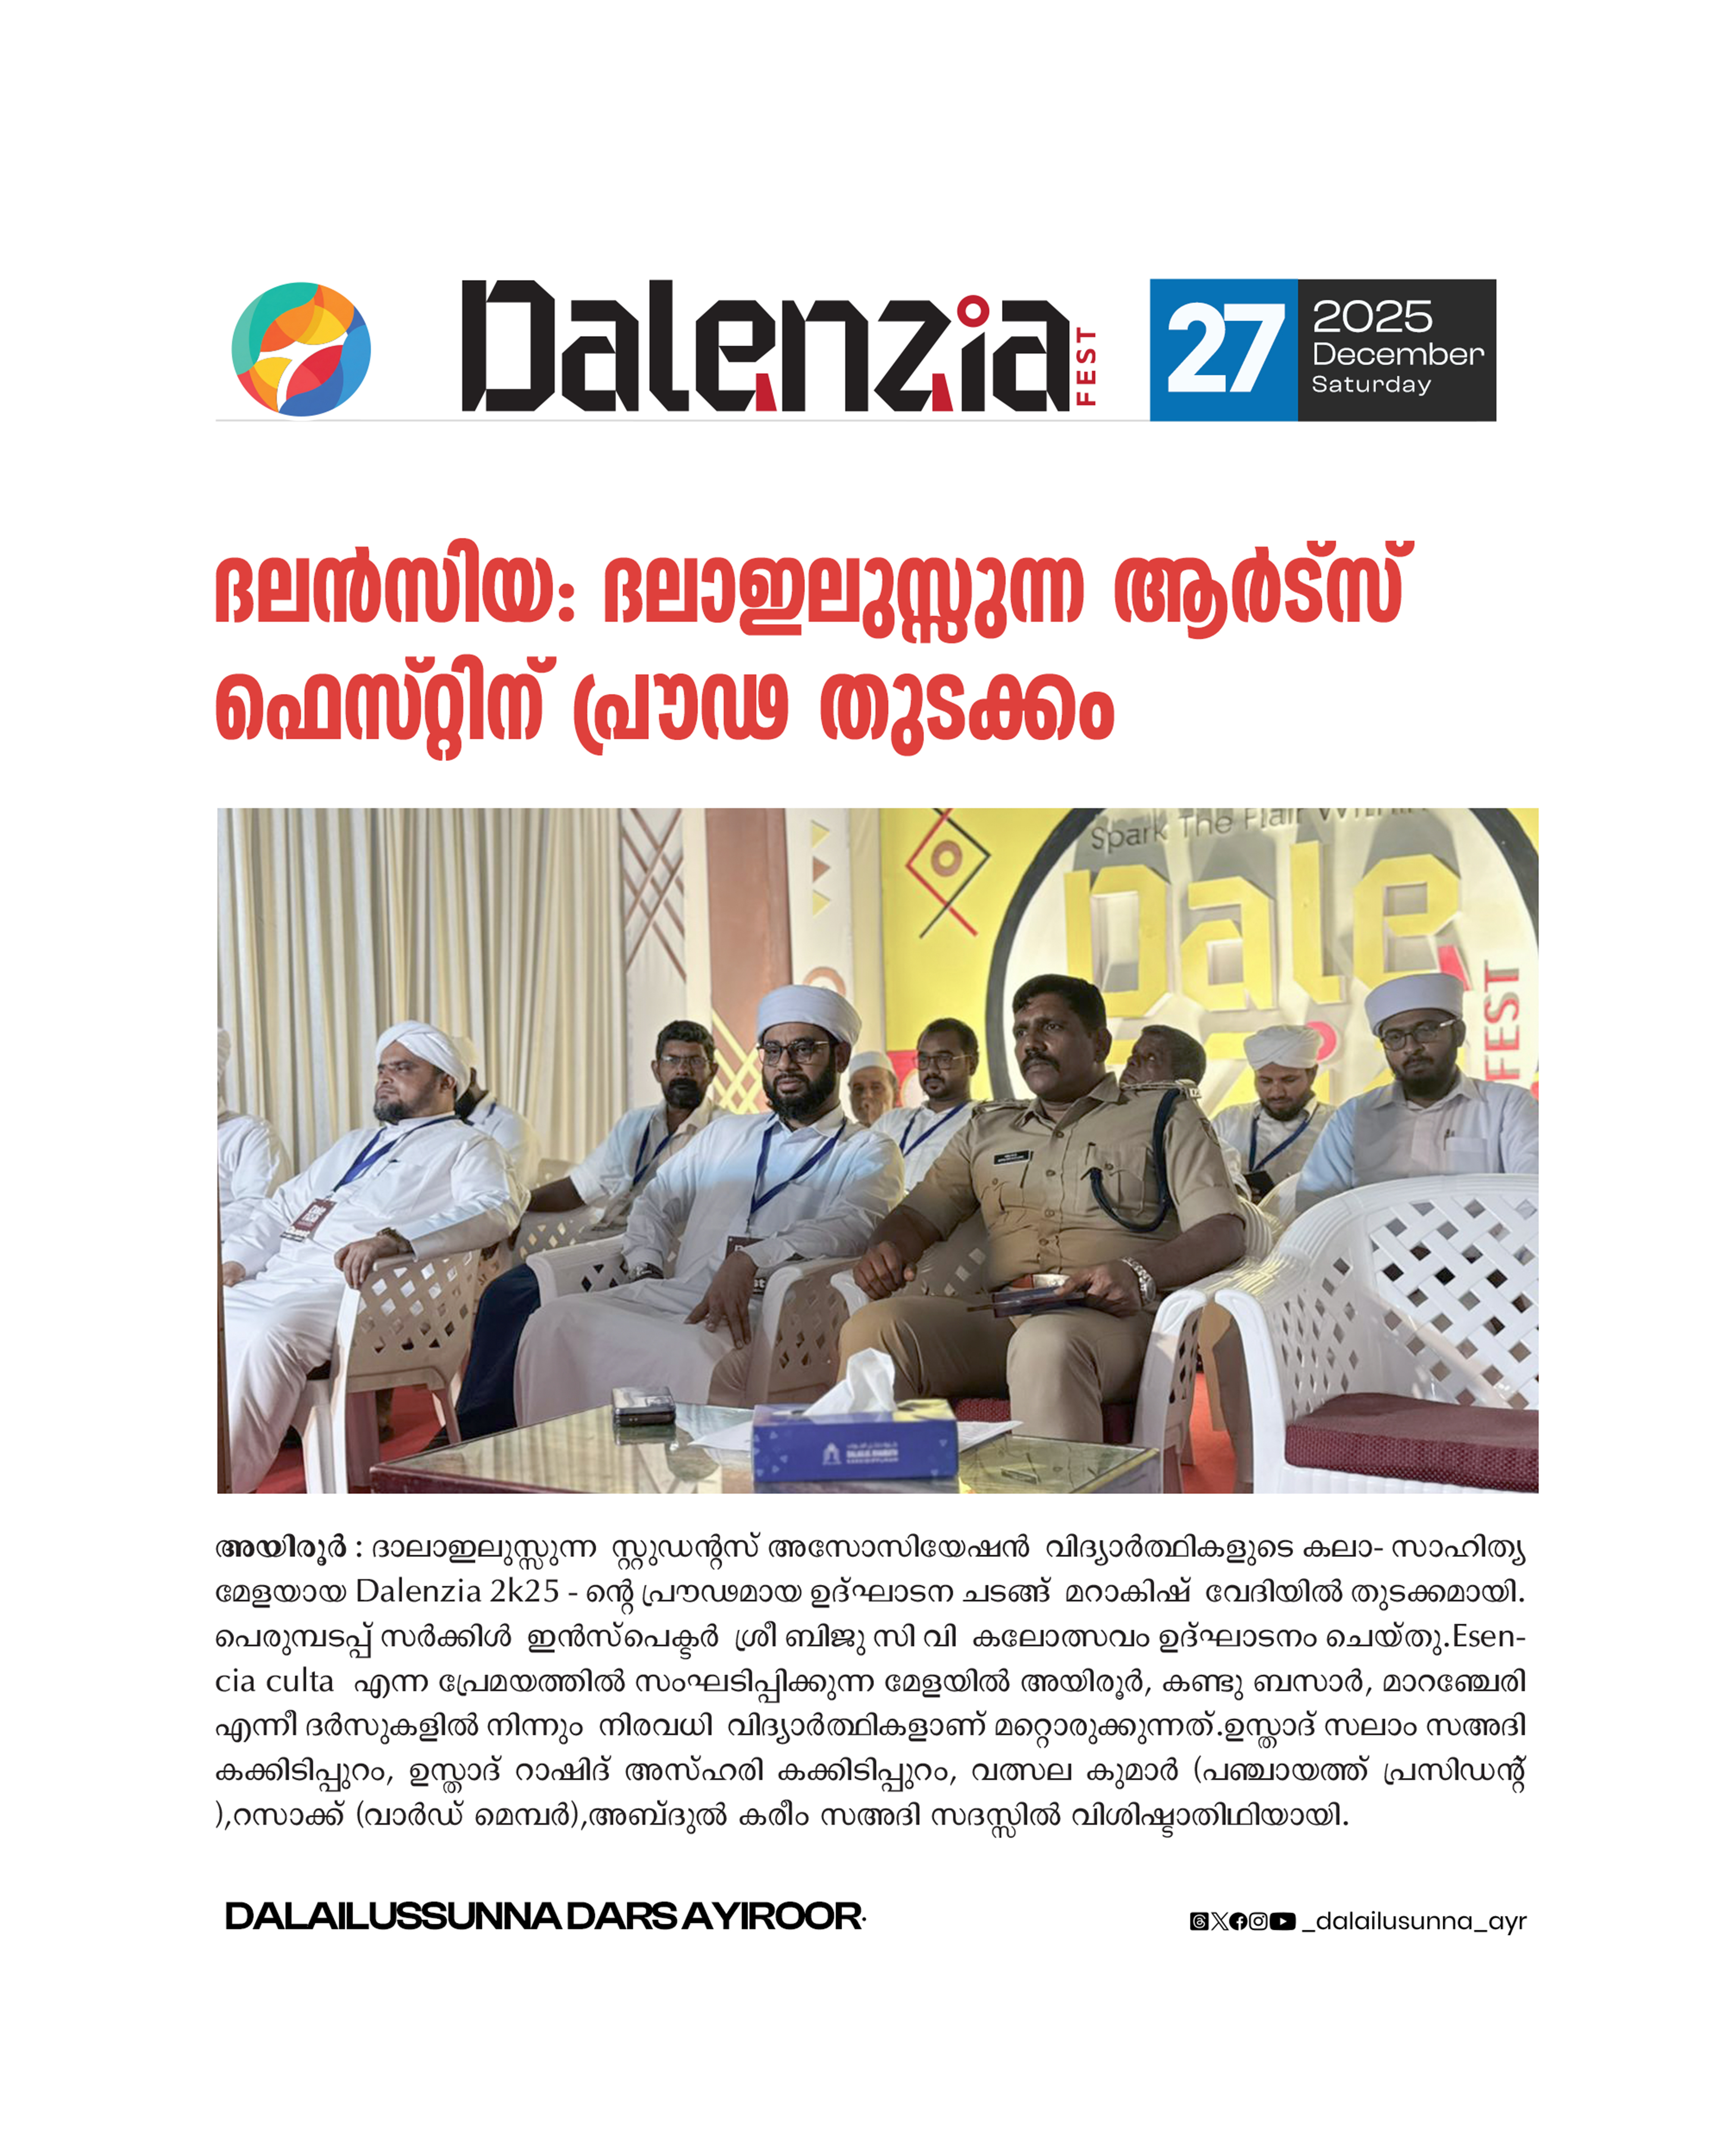 Dalenzia
FEST
27
2025
December
Saturday
ദലൻസിയ: ദലാഇലുസ്സുന്ന ആർട്സ്
ഫെസ്റ്റിന് പ്രൗഢ തുടക്കം
Spark The Flair
Dale
FEST
അയിരൂർ : ദാലാഇലുസ്സുന്ന സ്റ്റുഡന്റസ് അസോസിയേഷൻ വിദ്യാർത്ഥികളുടെ കലാ- സാഹിത്യ
മേളയായ Dalenzia 2k25 - ന്റെ പ്രൗഢമായ ഉദ്ഘാടന ചടങ്ങ് മറാകിഷ് വേദിയിൽ തുടക്കമായി.
പെരുമ്പടപ്പ് സർക്കിൾ ഇൻസ്പെക്ടർ ശ്രീ ബിജു സി വി കലോത്സവം ഉദ്ഘാടനം ചെയ്തു.Esen-
cia culta എന്ന പ്രേമയത്തിൽ സംഘടിപ്പിക്കുന്ന മേളയിൽ അയിരൂർ, കണ്ടു ബസാർ, മാറഞ്ചേരി
എന്നീ ദർസുകളിൽ നിന്നും നിരവധി വിദ്യാർത്ഥികളാണ് മറ്റൊരുക്കുന്നത്.ഉസ്താദ് സലാം സഅദി
കക്കിടിപ്പുറം, ഉസ്താദ് റാഷിദ് അസ്ഹരി കക്കിടിപ്പുറം, വത്സല കുമാർ (പഞ്ചായത്ത് പ്രസിഡന്റ്
),റസാക്ക് (വാർഡ് മെമ്പർ),അബ്ദുൽ കരീം സഅദി സദസ്സിൽ വിശിഷ്ടാതിഥിയായി.
DALAILUSSUNNA DARS AYIROOR.
_dalailusunna_ayr